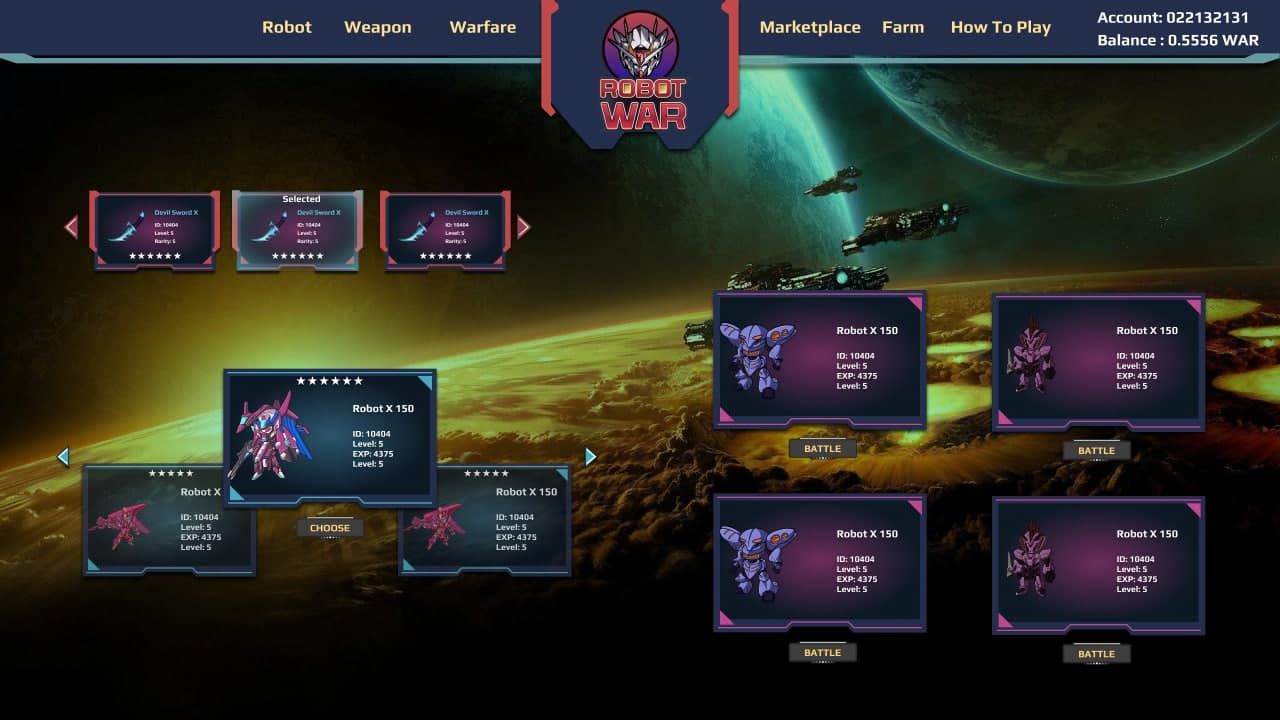 Robot
Weapon
Warfare
ROBOT
WAR
Marketplace
Farm
How To Play
Account: 022132131
Balance : 0.5556 WAR
Devil Sword X
ID: 10404
Level: 5
Rarity: 5
Selected
Devil Sword X
ID: 10404
Level: 5
Rarity: 5
Devil Sword X
ID: 10404
Level: 5
Rarity: 5
Robot X 150
ID: 10404
Level: 5
EXP: 4375
Level: 5
CHOOSE
Robot X
ID: 10404
Level: 5
EXP: 4375
Level: 5
Robot X 150
ID: 10404
Level: 5
EXP: 4375
Level: 5
Robot X 150
ID: 10404
Level: 5
EXP: 4375
Level: 5
BATTLE
Robot X 150
ID: 10404
Level: 5
EXP: 4375
Level: 5
BATTLE
Robot X 150
ID: 10404
Level: 5
EXP: 4375
Level: 5
BATTLE
Robot X 150
ID: 10404
Level: 5
EXP: 4375
Level: 5
BATTLE